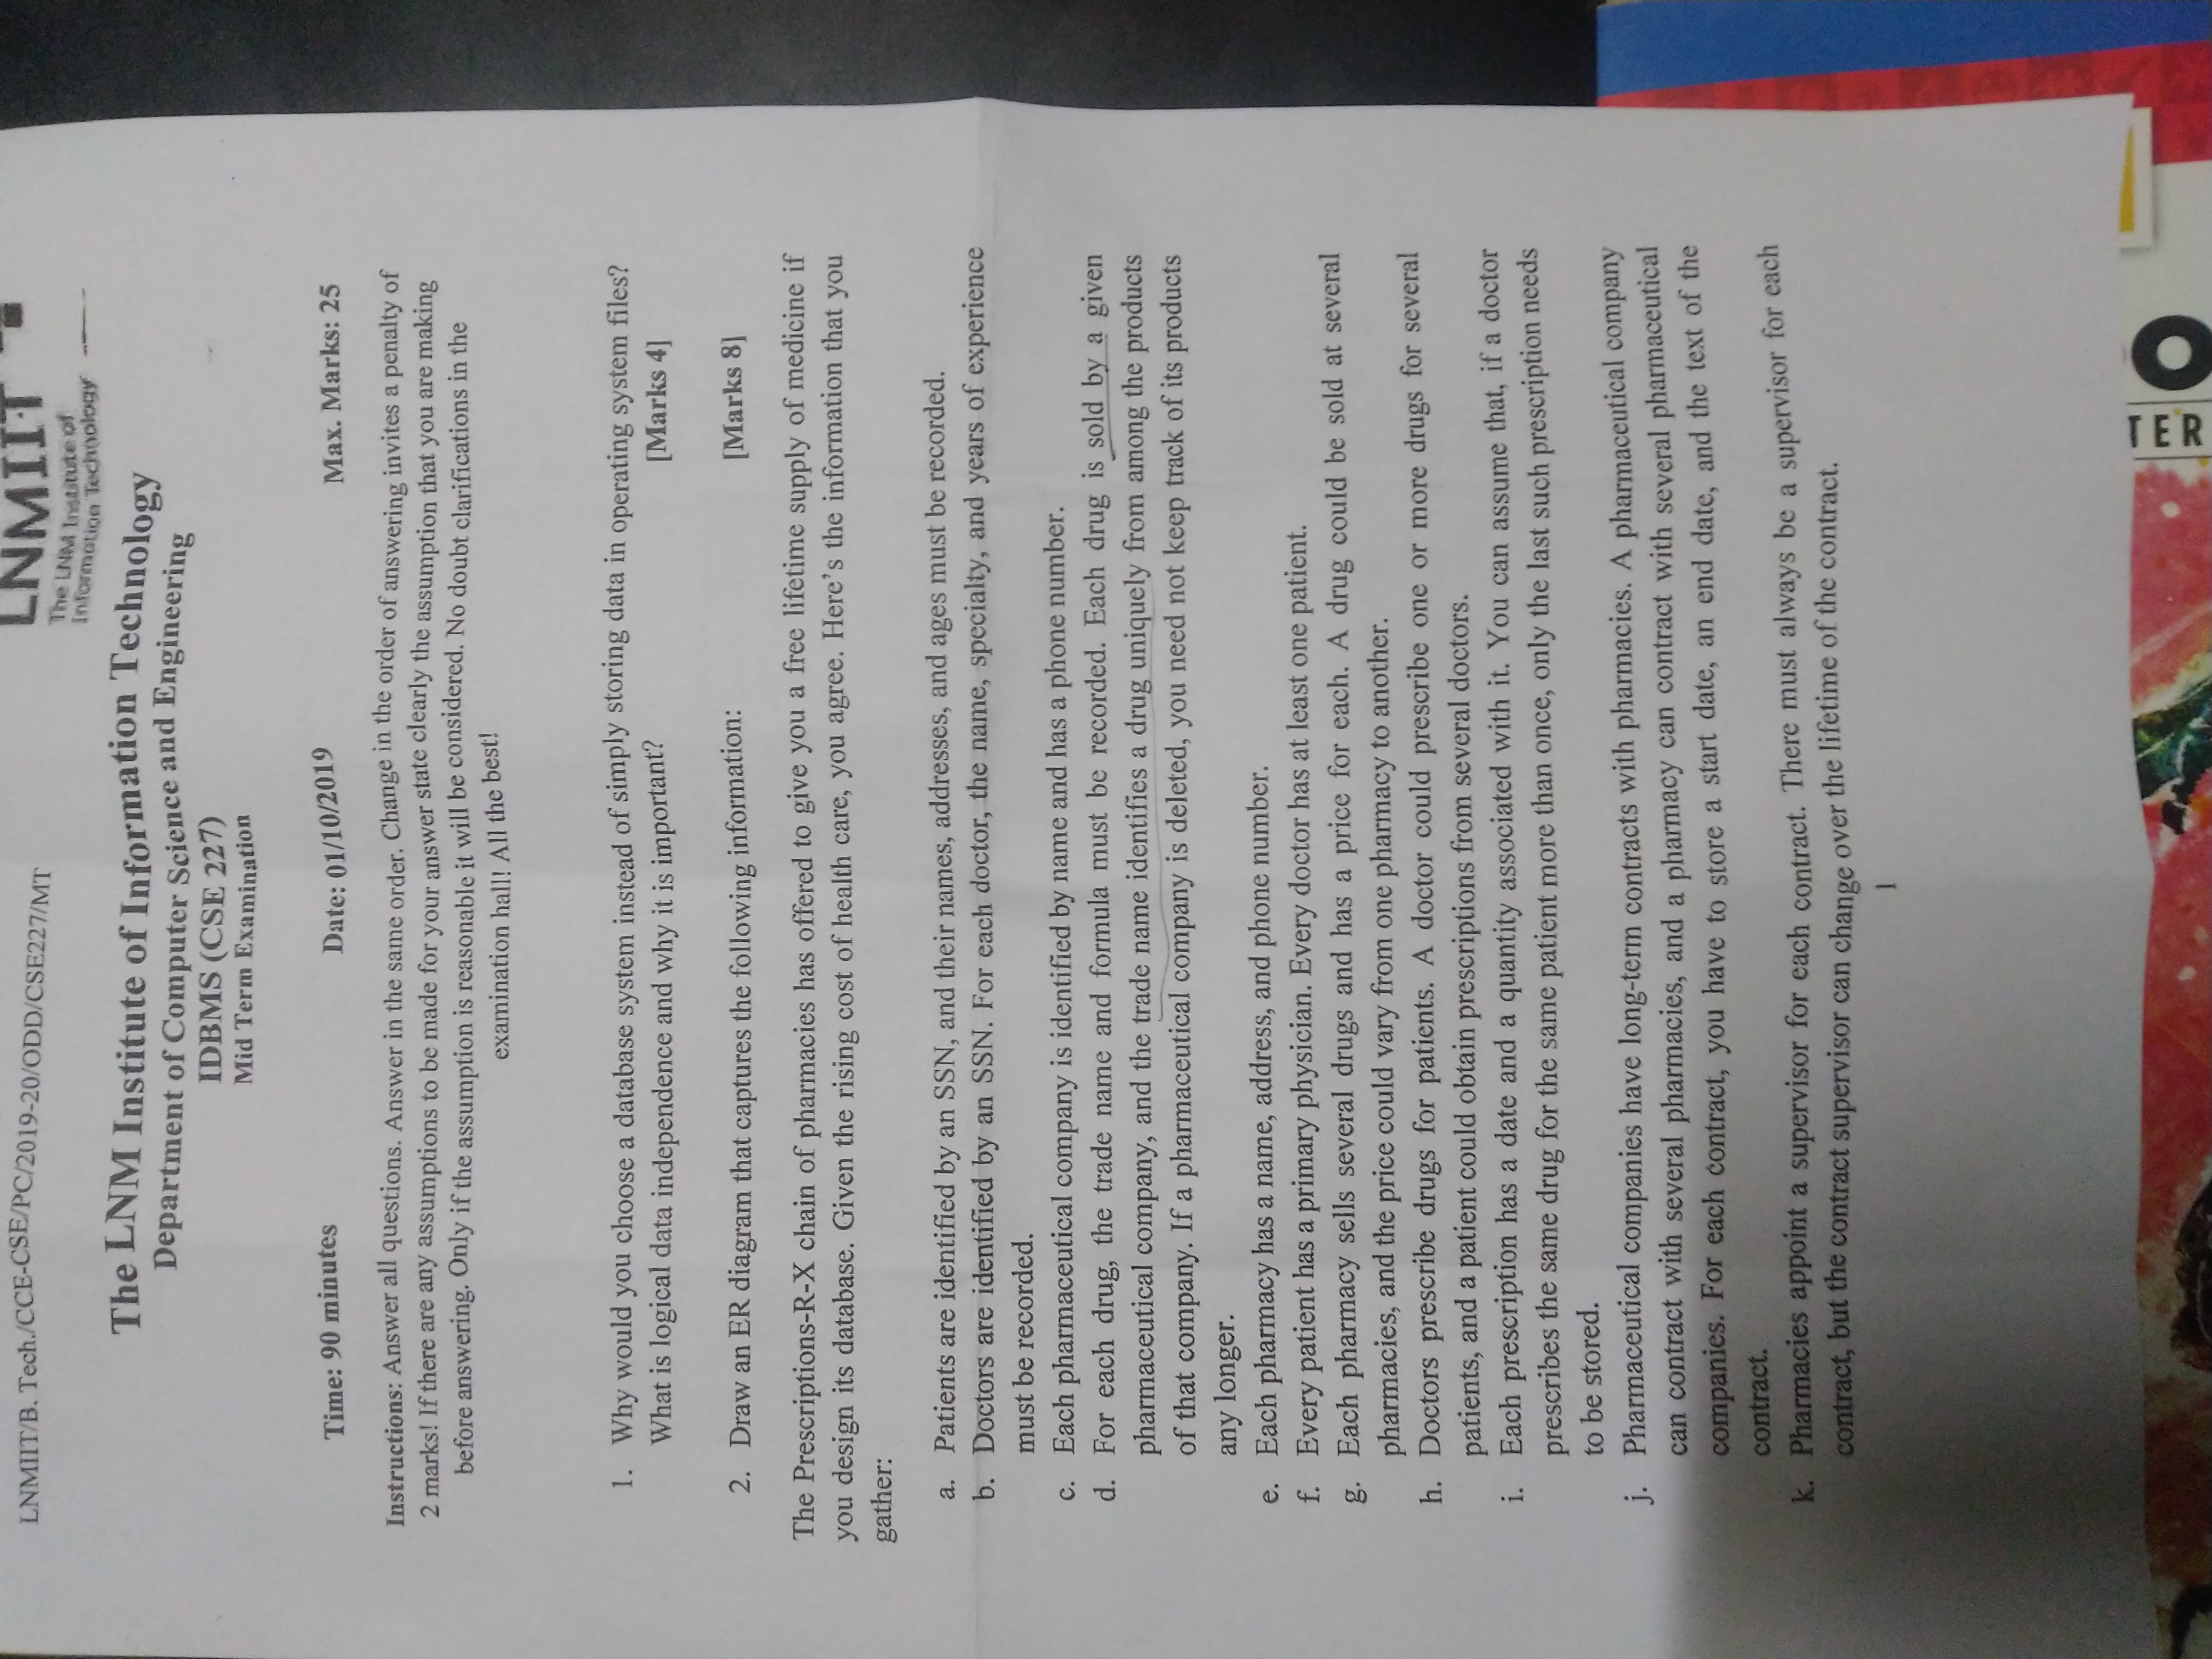 LNMIIT/B. Tech./CCE-CSE/PC/2019-20/ODD/CSE227/MT
LNMIIT
The LNM Institute of
Information Technology
The LNM Institute of Information Technology
Department of Computer Science and Engineering
IDBMS (CSE 227)
Mid Term Examination
Time: 90 minutes Date: 01/10/2019 Max. Marks: 25
Instructions: Answer all questions. Answer in the same order. Change in the order of answering invites a penalty of
2 marks! If there are any assumptions to be made for your answer state clearly the assumption that you are making
before answering. Only if the assumption is reasonable it will be considered. No doubt clarifications in the
examination hall! All the best!
1. Why would you choose a database system instead of simply storing data in operating system files?
What is logical data independence and why it is important? [Marks 4]
2. Draw an ER diagram that captures the following information: [Marks 8]
The Prescriptions-R-X chain of pharmacies has offered to give you a free lifetime supply of medicine if
you design its database. Given the rising cost of health care, you agree. Here's the information that you
gather:
a. Patients are identified by an SSN, and their names, addresses, and ages must be recorded.
b. Doctors are identified by an SSN. For each doctor, the name, specialty, and years of experience
must be recorded.
c. Each pharmaceutical company is identified by name and has a phone number.
d. For each drug, the trade name and formula must be recorded. Each drug is sold by a given
pharmaceutical company, and the trade name identifies a drug uniquely from among the products
of that company. If a pharmaceutical company is deleted, you need not keep track of its products
any longer.
e. Each pharmacy has a name, address, and phone number.
f. Every patient has a primary physician. Every doctor has at least one patient.
g. Each pharmacy sells several drugs and has a price for each. A drug could be sold at several
pharmacies, and the price could vary from one pharmacy to another.
h. Doctors prescribe drugs for patients. A doctor could prescribe one or more drugs for several
patients, and a patient could obtain prescriptions from several doctors.
i. Each prescription has a date and a quantity associated with it. You can assume that, if a doctor
prescribes the same drug for the same patient more than once, only the last such prescription needs
to be stored.
j. Pharmaceutical companies have long-term contracts with pharmacies. A pharmaceutical company
can contract with several pharmacies, and a pharmacy can contract with several pharmaceutical
companies. For each contract, you have to store a start date, an end date, and the text of the
contract.
k. Pharmacies appoint a supervisor for each contract. There must always be a supervisor for each
contract, but the contract supervisor can change over the lifetime of the contract.
1
TER
O